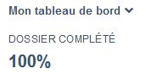 Mon tableau de bord
DOSSIER COMPLÉTÉ
100%